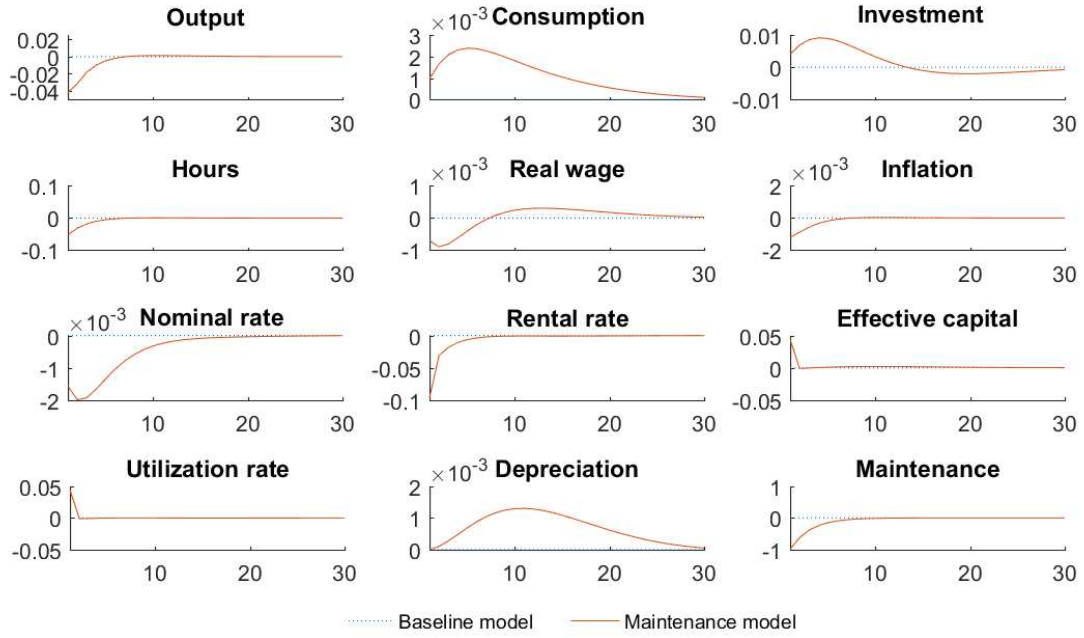 Output
0.02
0
-0.02
-0.04
10 20 30
×10⁻³ Consumption
3
2
1
0
10 20 30
Investment
0.01
0
-0.01
10 20 30
Hours
0.1
0
-0.1
10 20 30
×10⁻³ Real wage
1
0
-1
10 20 30
×10⁻³ Inflation
2
0
-2
10 20 30
×10⁻³ Nominal rate
0
-1
-2
10 20 30
Rental rate
0
-0.05
-0.1
10 20 30
Effective capital
0.05
0
-0.05
10 20 30
Utilization rate
0.05
0
-0.05
10 20 30
×10⁻³ Depreciation
2
1
0
10 20 30
Maintenance
1
0
-1
10 20 30
Baseline model Maintenance model